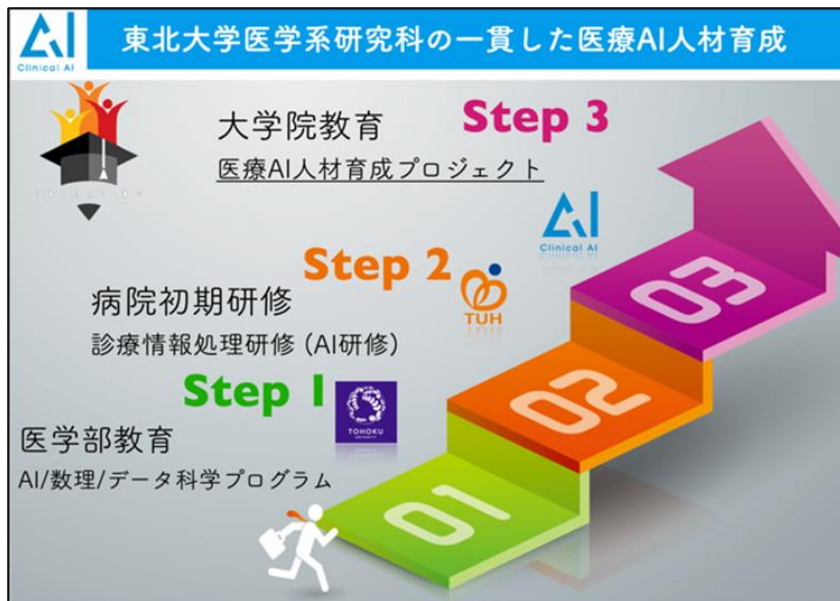 AI
Clinical AI
東北大学医学系研究科の一貫した医療AI人材育成
大学院教育
Step 3
医療AI人材育成プロジェクト
AI
Clinical AI
Step 2
TUH
病院初期研修
診療情報処理研修 (AI研修)
Step 1
TOHOKU
医学部教育
AI/数理/データ科学プログラム
03
02
01